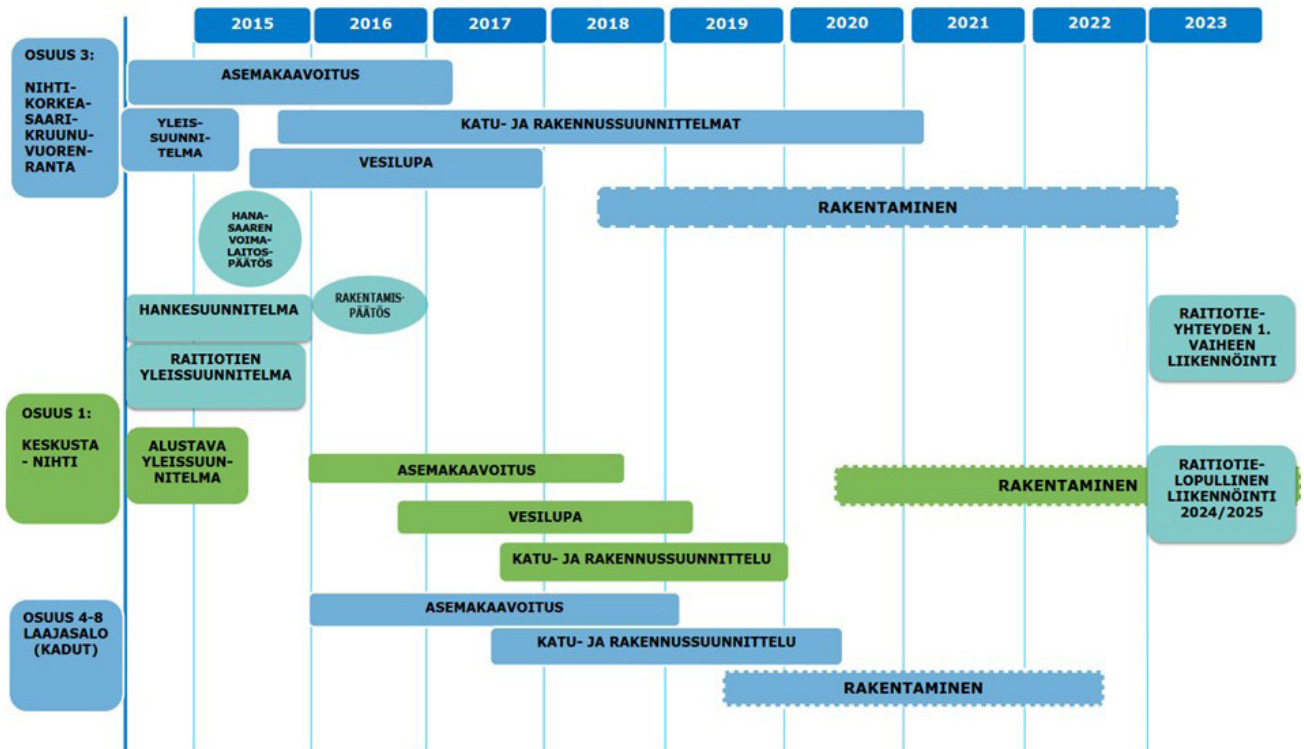 2015 2016 2017 2018 2019 2020 2021 2022 2023
OSUUS 3:
NIHTI-
KORKEA-
SAARI-
KRUUNU-
VUOREN-
RANTA
ASEMAKAAVOITUS
YLEIS-
SUUNNI-
TELMA
KATU- JA RAKENNUSSUUNNITTELMAT
VESILUPA
RAKENTAMINEN
HANA-
SAAREN
VOIMA-
LAITOS-
PÄÄTÖS
HANKESUUNNITELMA
RAKENTAMIS-
PÄÄTÖS
RAITIOTIEN
YLEISSUUNNITELMA
RAITIOTIE-
YHTEYDEN 1.
VAIHEEN
LIIKENNÖINTI
OSUUS 1:
KESKUSTA
- NIHTI
ALUSTAVA
YLEISSUUN-
NITELMA
ASEMAKAAVOITUS
VESILUPA
KATU- JA RAKENNUSSUUNNITTELU
RAKENTAMINEN
RAITIOTIE-
LOPULLINEN
LIIKENNÖINTI
2024/2025
OSUUS 4-8
LAAJASALO
(KADUT)
ASEMAKAAVOITUS
KATU- JA RAKENNUSSUUNNITTELU
RAKENTAMINEN